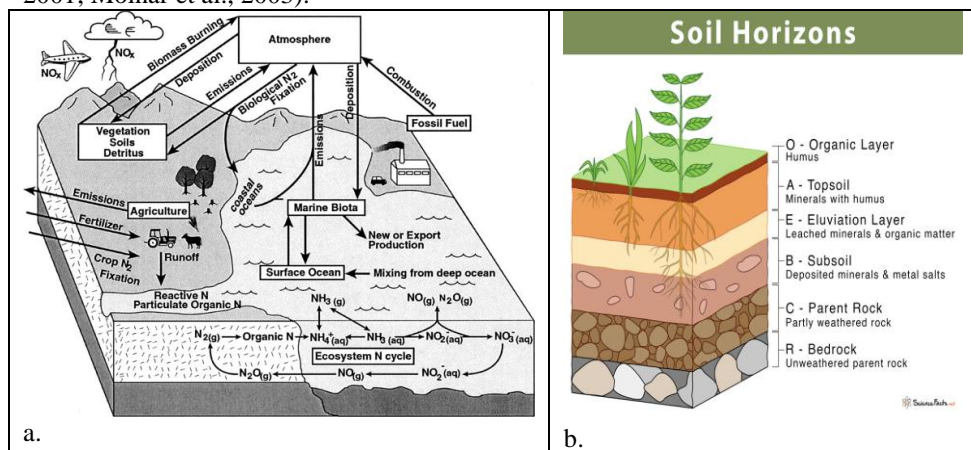 2001; Molnar et al., 2003).
NOx
NOx
Biomass Burning
Deposition
Atmosphere
Emissions
Biological N2
Fixation
Deposition
Combustion
Fossil Fuel
Vegetation
Soils
Detritus
Emissions
coastal
oceans
Emissions
Agriculture
Marine Biota
Fertilizer
New or Export
Production
Crop N2
Fixation
Runoff
Surface Ocean
Mixing from deep ocean
Reactive N
Particulate Organic N
NH3 (g)
NO(g) N2O(g)
N2(g) Organic N NH4+(aq) NH3 (aq) NO2-(aq) NO3-(aq)
Ecosystem N cycle
N2O(g) NO(g) NO2-(aq)
a.
Soil Horizons
O - Organic Layer
Humus
A - Topsoil
Minerals with humus
E - Eluviation Layer
Leached minerals & organic matter
B - Subsoil
Deposited minerals & metal salts
C - Parent Rock
Partly weathered rock
R - Bedrock
Unweathered parent rock
ScienceFacts.net
b.